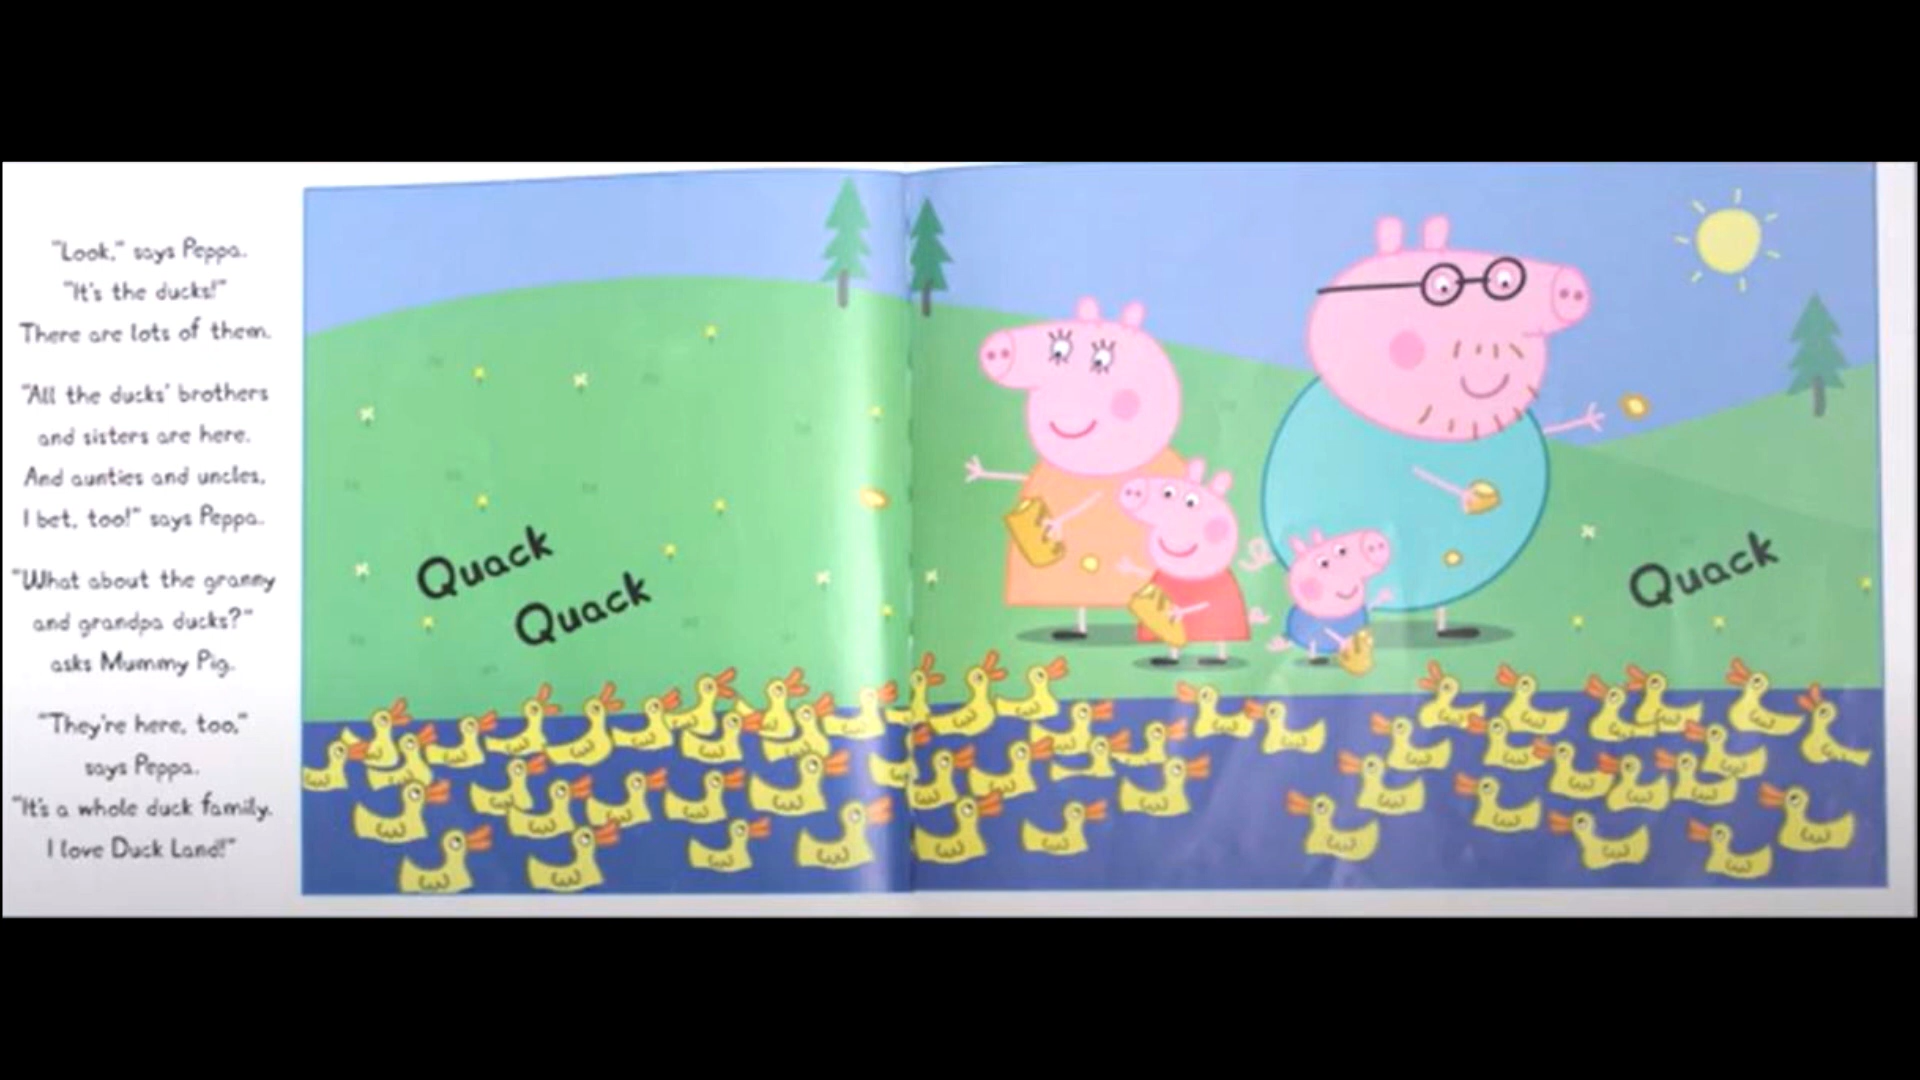 "Look," says Peppa.
"It's the ducks!"
There are lots of them.
"All the ducks' brothers
and sisters are here.
And aunties and uncles,
I bet, too!" says Peppa.
"What about the granny
and grandpa ducks?"
asks Mummy Pig.
"They're here, too,"
says Peppa.
"It's a whole duck family.
I love Duck Land!"
Quack
Quack
Quack